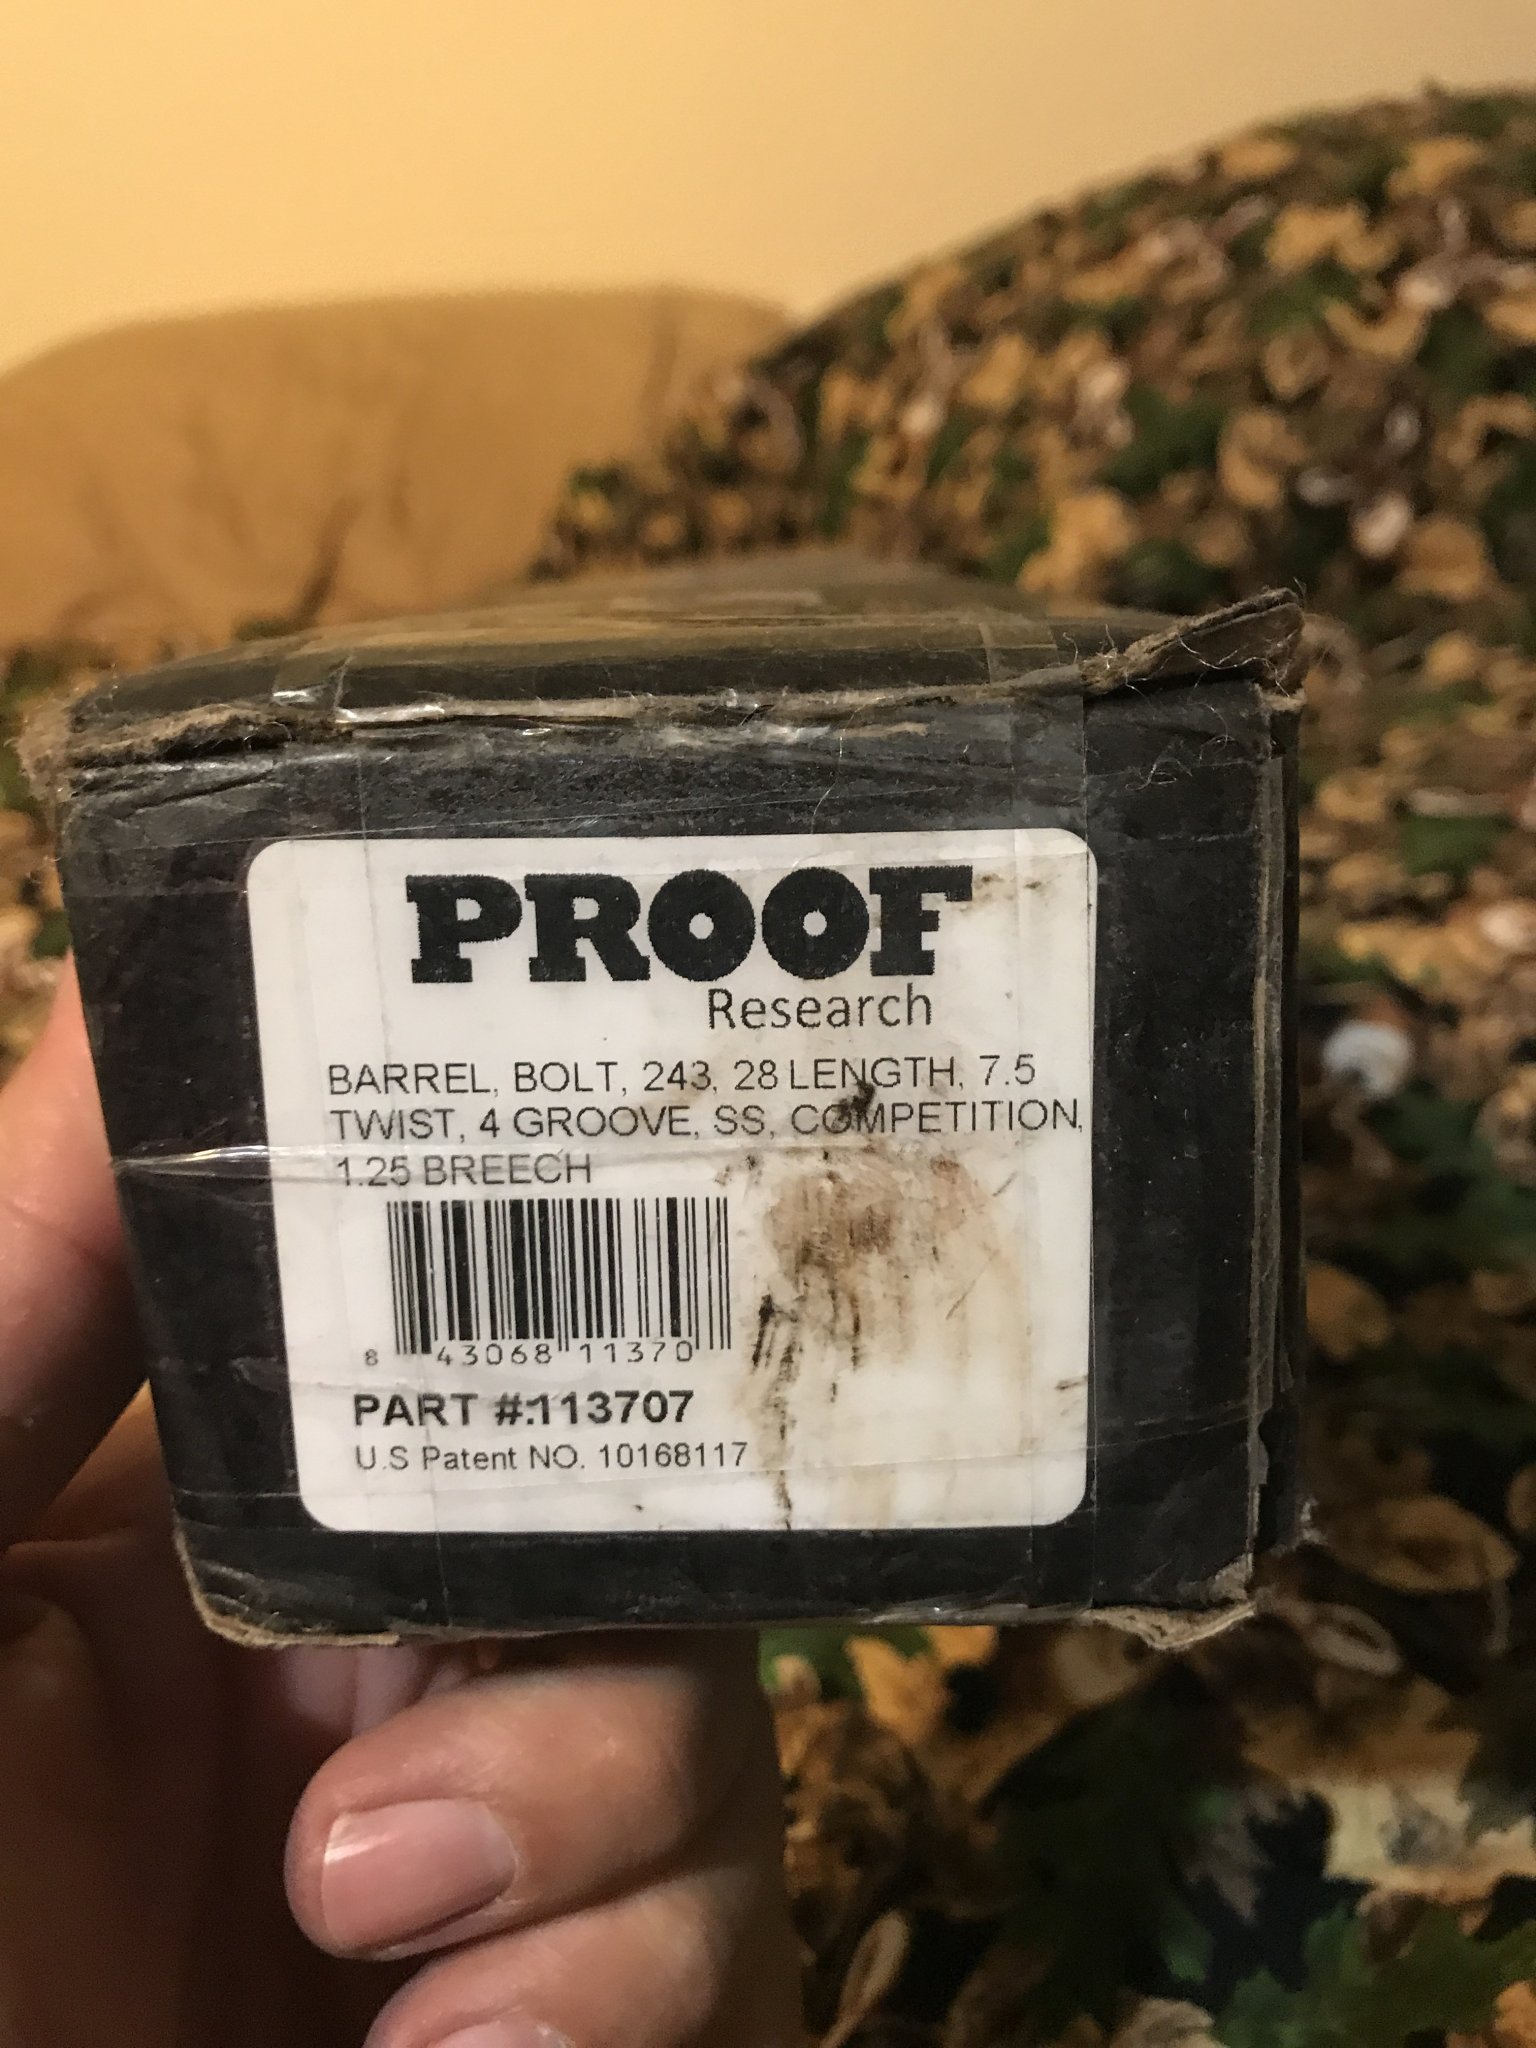 PROOF
Research
BARREL, BOLT, 243, 28 LENGTH, 7.5
TWIST, 4 GROOVE, SS, COMPETITION,
1.25 BREECH
8 43068 11370
PART #:113707
U.S Patent NO. 10168117